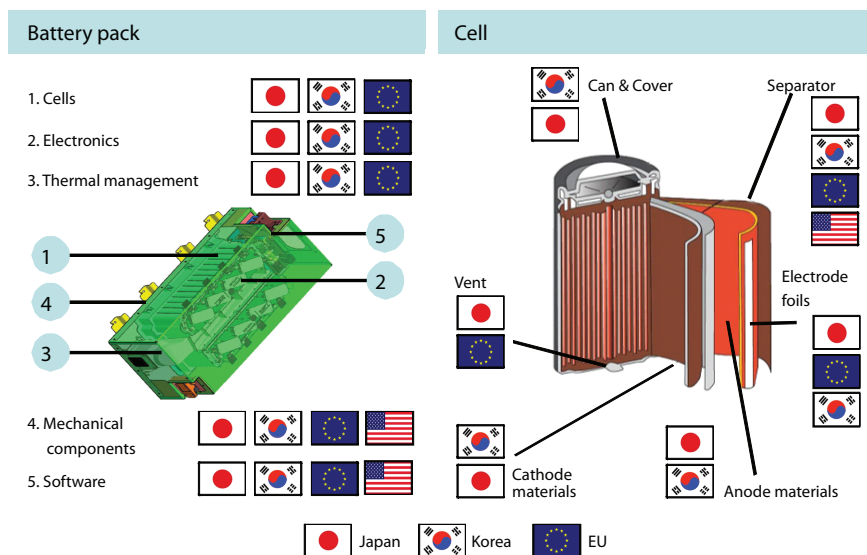 Battery pack
Cell
1. Cells
2. Electronics
3. Thermal management
1
4
3
5
2
4. Mechanical
components
5. Software
Can & Cover
Separator
Vent
Electrode
foils
Cathode
materials
Anode materials
Japan
Korea
EU